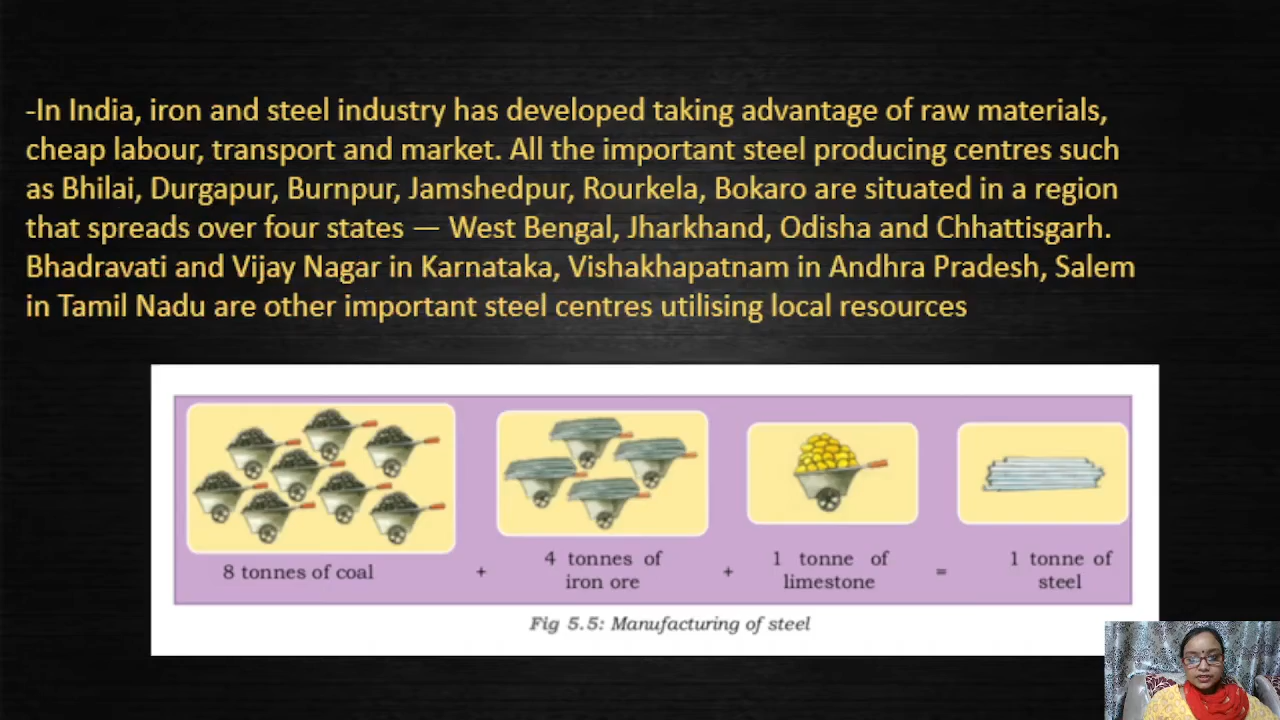 -In India, iron and steel industry has developed taking advantage of raw materials,
cheap labour, transport and market. All the important steel producing centres such
as Bhilai, Durgapur, Burnpur, Jamshedpur, Rourkela, Bokaro are situated in a region
that spreads over four states — West Bengal, Jharkhand, Odisha and Chhattisgarh.
Bhadravati and Vijay Nagar in Karnataka, Vishakhapatnam in Andhra Pradesh, Salem
in Tamil Nadu are other important steel centres utilising local resources
8 tonnes of coal + 4 tonnes of + 1 tonne of = 1 tonne of
iron ore limestone steel
Fig 5.5: Manufacturing of steel